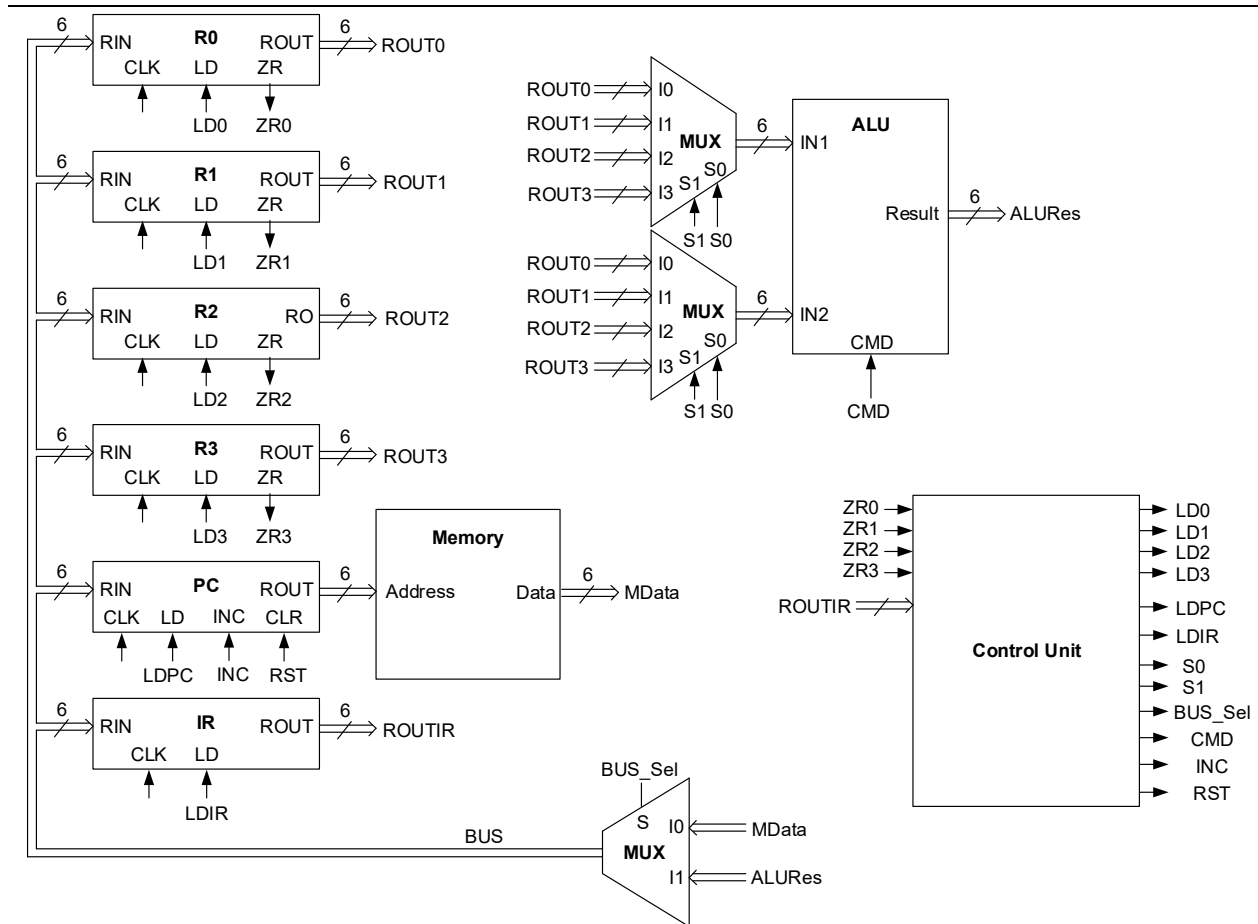 6 6
R0
RIN ROUT ROUT0
CLK LD ZR
LD0 ZR0
6 6
R1
RIN ROUT ROUT1
CLK LD ZR
LD1 ZR1
6 6
R2
RIN RO ROUT2
CLK LD ZR
LD2 ZR2
6 6
R3
RIN ROUT ROUT3
CLK LD ZR
LD3 ZR3
6 6
PC
RIN ROUT
CLK LD INC CLR
LDPC INC RST
Memory
Address Data 6 MData
6 6
IR
RIN ROUT ROUTIR
CLK LD
LDIR
ROUT0 I0
ROUT1 I1
ROUT2 I2
ROUT3 I3
MUX
S1 S0
S1 S0
6
ROUT0 I0
ROUT1 I1
ROUT2 I2
ROUT3 I3
MUX
S1 S0
S1 S0
6
ALU
IN1
Result 6 ALURes
IN2
CMD
CMD
ZR0
ZR1
ZR2
ZR3
ROUTIR
Control Unit
LD0
LD1
LD2
LD3
LDPC
LDIR
S0
S1
BUS_Sel
CMD
INC
RST
BUS_Sel
S
BUS
MUX
I0 MData
I1 ALURes